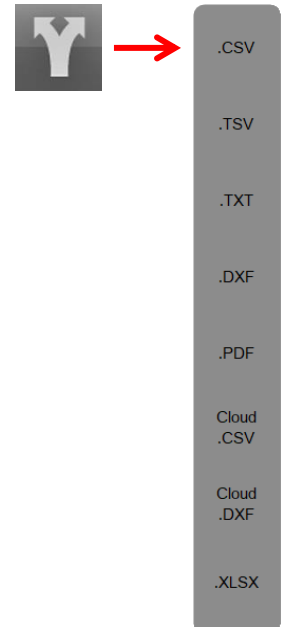 .CSV
.TSV
.TXT
.DXF
.PDF
Cloud
.CSV
Cloud
.DXF
.XLSX